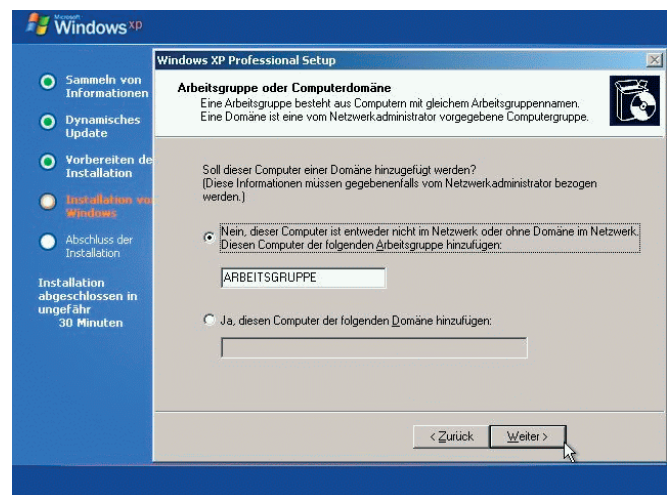 Microsoft
Windows xp
Windows XP Professional Setup
Sammeln von
Informationen
Dynamisches
Update
Vorbereiten de
Installation
Installation vo
Windows
Abschluss der
Installation
Installation
abgeschlossen in
ungefähr
30 Minuten
Arbeitsgruppe oder Computerdomäne
Eine Arbeitsgruppe besteht aus Computern mit gleichem Arbeitsgruppennamen.
Eine Domäne ist eine vom Netzwerkadministrator vorgegebene Computergruppe.
Soll dieser Computer einer Domäne hinzugefügt werden?
(Diese Informationen müssen gegebenenfalls vom Netzwerkadministrator bezogen
werden.)
Nein, dieser Computer ist entweder nicht im Netzwerk oder ohne Domäne im Netzwerk.
Diesen Computer der folgenden Arbeitsgruppe hinzufügen:
ARBEITSGRUPPE
Ja, diesen Computer der folgenden Domäne hinzufügen:
< Zurück
Weiter >